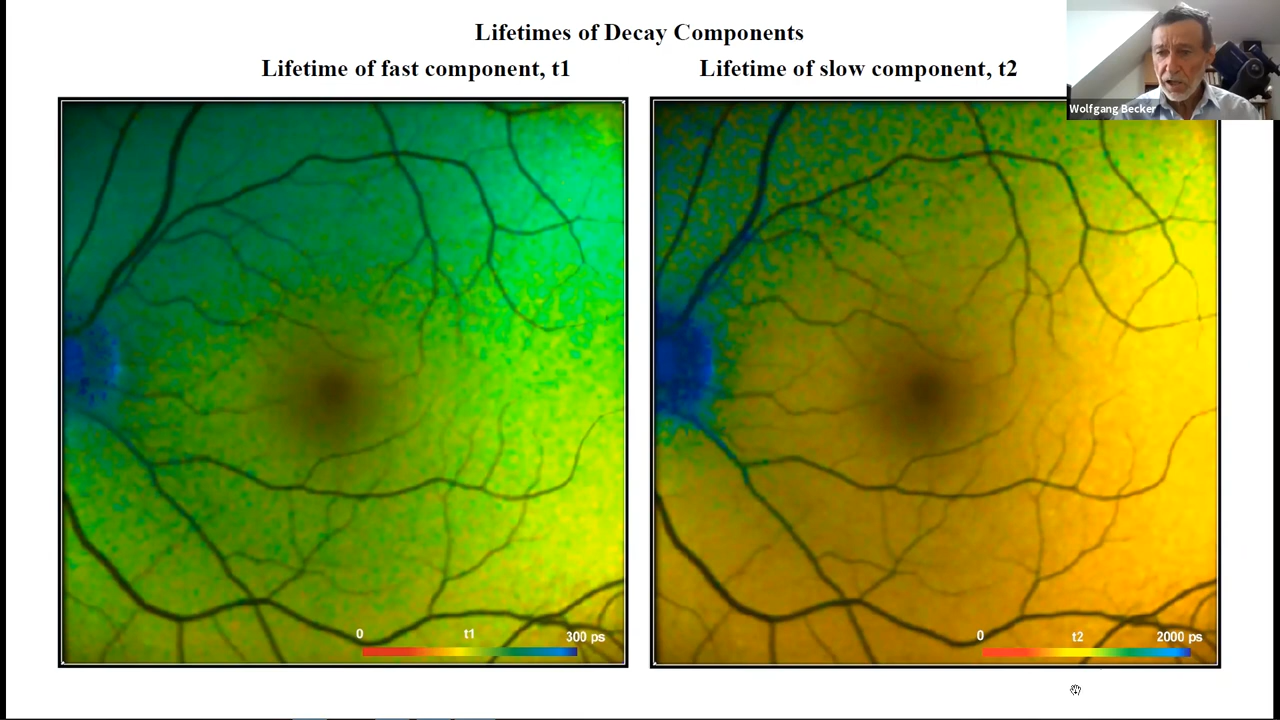 Lifetimes of Decay Components
Lifetime of fast component, t1
Lifetime of slow component, t2
Wolfgang Becker
0 t1 300 ps
0 t2 2000 ps